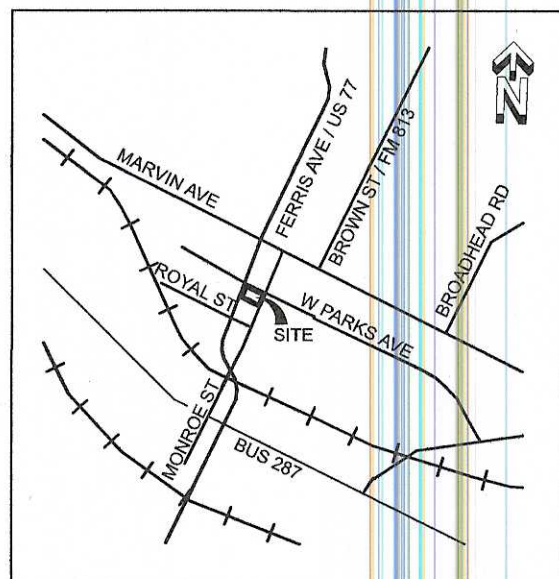 N
MARVIN AVE
FERRIS AVE / US 77
BROWN ST / FM 813
BROADHEAD RD
ROYAL ST
W PARKS AVE
SITE
MONROE ST
BUS 287